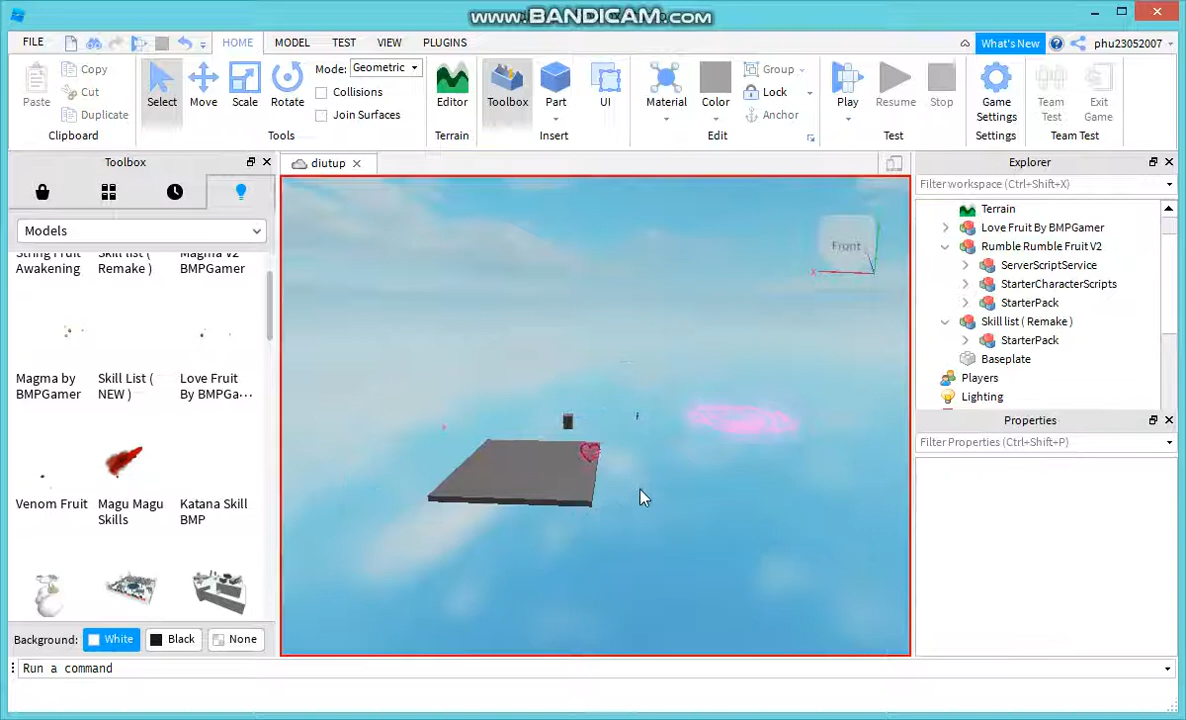 www.BANDICAM.com
FILE HOME MODEL TEST VIEW PLUGINS What's New phu23052007
Paste Copy Cut Duplicate Clipboard
Select Move Scale Rotate Mode: Geometric Collisions Join Surfaces Tools
Editor Terrain
Toolbox Part UI Insert
Material Color Group Lock Anchor Edit
Play Resume Stop Test
Game Settings Settings
Team Test Exit Game Team Test
Toolbox
Models
String Fruit Awakening
Skill list ( Remake )
Magma V2 BMPGamer
Magma by BMPGamer
Skill List ( NEW )
Love Fruit By BMPGa...
Venom Fruit
Magu Magu Skills
Katana Skill BMP
Background: White Black None
diutup
Front
X
Explorer
Filter workspace (Ctrl+Shift+X)
Terrain
Love Fruit By BMPGamer
Rumble Rumble Fruit V2
ServerScriptService
StarterCharacterScripts
StarterPack
Skill list ( Remake )
StarterPack
Baseplate
Players
Lighting
Properties
Filter Properties (Ctrl+Shift+P)
Run a command